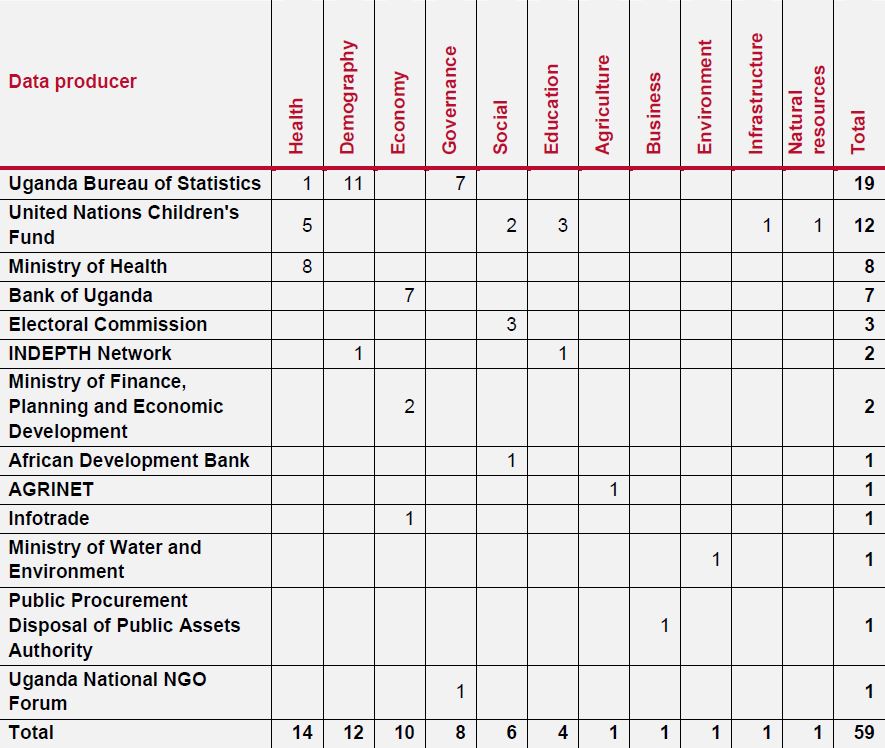 Data producer Health Demography Economy Governance Social Education Agriculture Business Environment Infrastructure Natural resources Total
Uganda Bureau of Statistics 1 11 7 19
United Nations Children's
Fund 5 2 3 1 1 12
Ministry of Health 8 8
Bank of Uganda 7 7
Electoral Commission 3 3
INDEPTH Network 1 1 2
Ministry of Finance,
Planning and Economic 2 2
Development
African Development Bank 1 1
AGRINET 1 1
Infotrade 1 1
Ministry of Water and
Environment 1 1
Public Procurement
Disposal of Public Assets 1 1
Authority
Uganda National NGO
Forum 1 1
Total 14 12 10 8 6 4 1 1 1 1 1 59